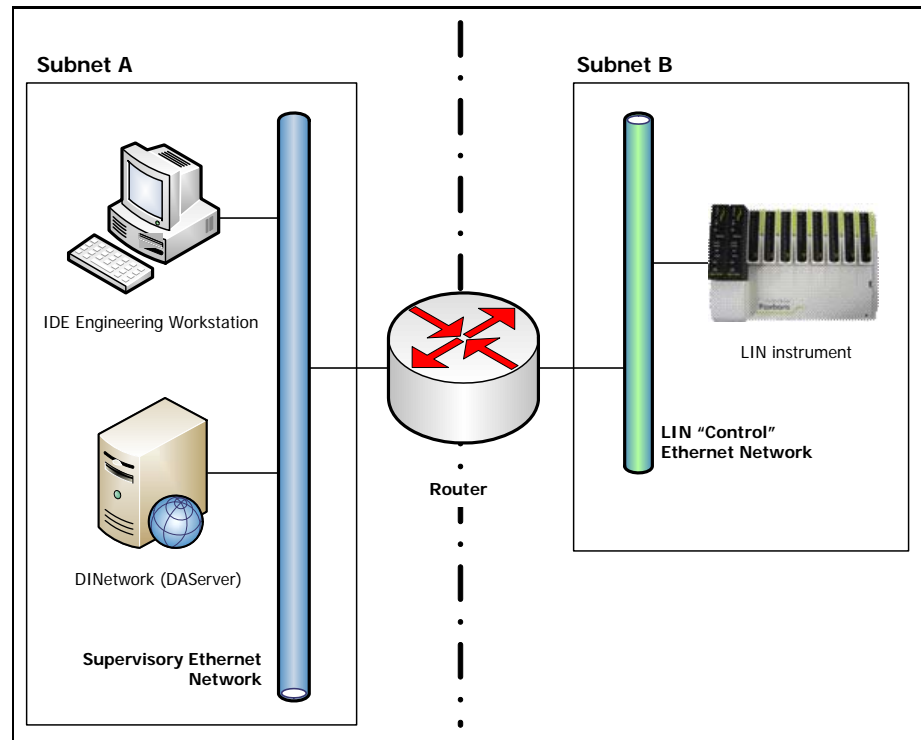 Subnet A
IDE Engineering Workstation
DINetwork (DAServer)
Supervisory Ethernet
Network
Router
Subnet B
LIN instrument
LIN “Control”
Ethernet Network